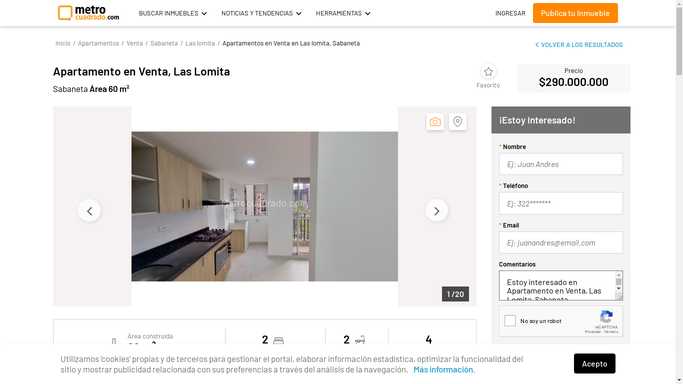 metro
cuadrado.com
BUSCAR INMUEBLES
NOTICIAS Y TENDENCIAS
HERRAMIENTAS
INGRESAR
Publica tu Inmueble
Inicio / Apartamentos / Venta / Sabaneta / Las lomita / Apartamentos en Venta en Las lomita, Sabaneta
VOLVER A LOS RESULTADOS
Apartamento en Venta, Las Lomita
Sabaneta Área 60 m²
Favorito
Precio
$290.000.000
metrocuadrado.com
1 / 20
¡Estoy Interesado!
* Nombre
Ej: Juan Andres
* Teléfono
Ej: 322*******
* Email
Ej: juanandres@email.com
Comentarios
Estoy interesado en
Apartamento en Venta, Las
Lomita, Sabaneta
No soy un robot
reCAPTCHA
Privacidad - Términos
Área construida
2
2
4
Utilizamos 'cookies' propias y de terceros para gestionar el portal, elaborar información estadística, optimizar la funcionalidad del
sitio y mostrar publicidad relacionada con sus preferencias a través del análisis de la navegación. Más información.
Acepto